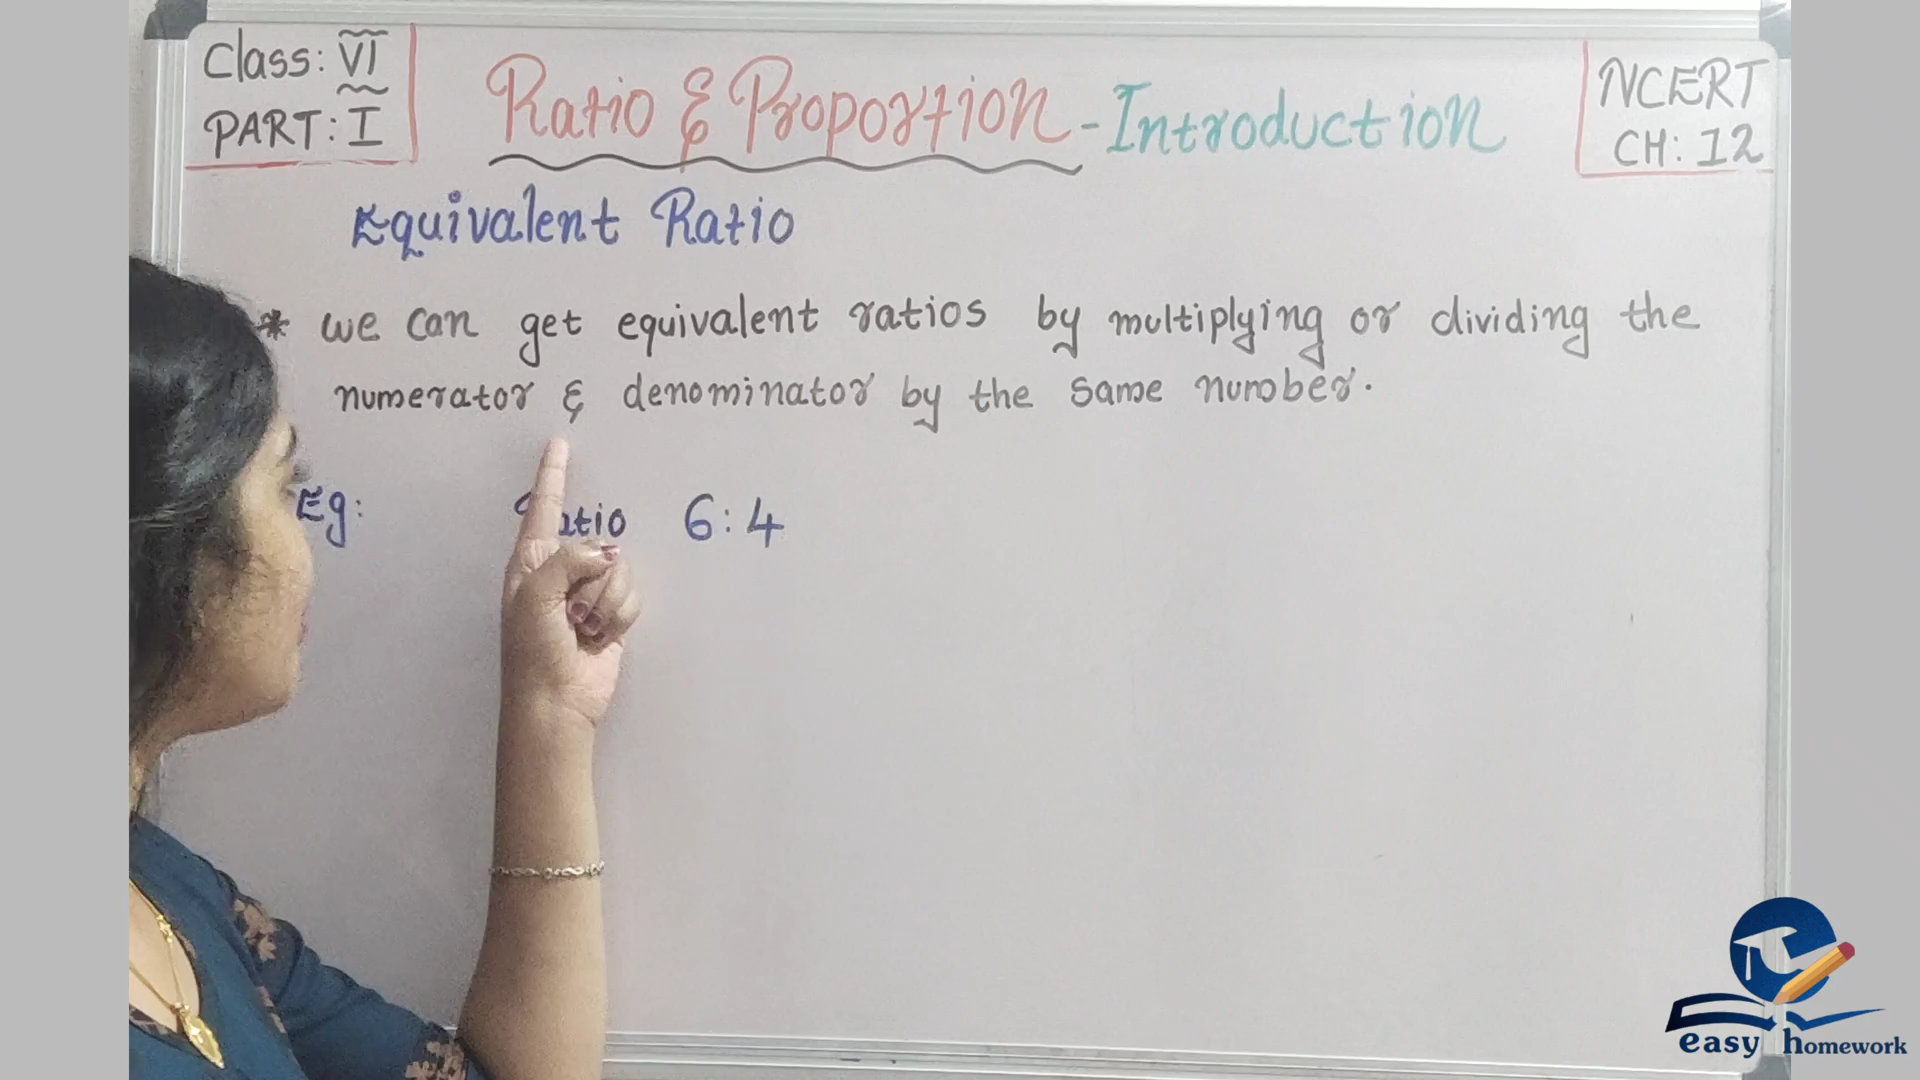 Class: VI
PART: I
Ratio & Proportion - Introduction
NCERT
CH: 12
Equivalent Ratio
* we can get equivalent ratios by multiplying or dividing the
numerator & denominator by the same number.
Eg: 6:4
easy homework